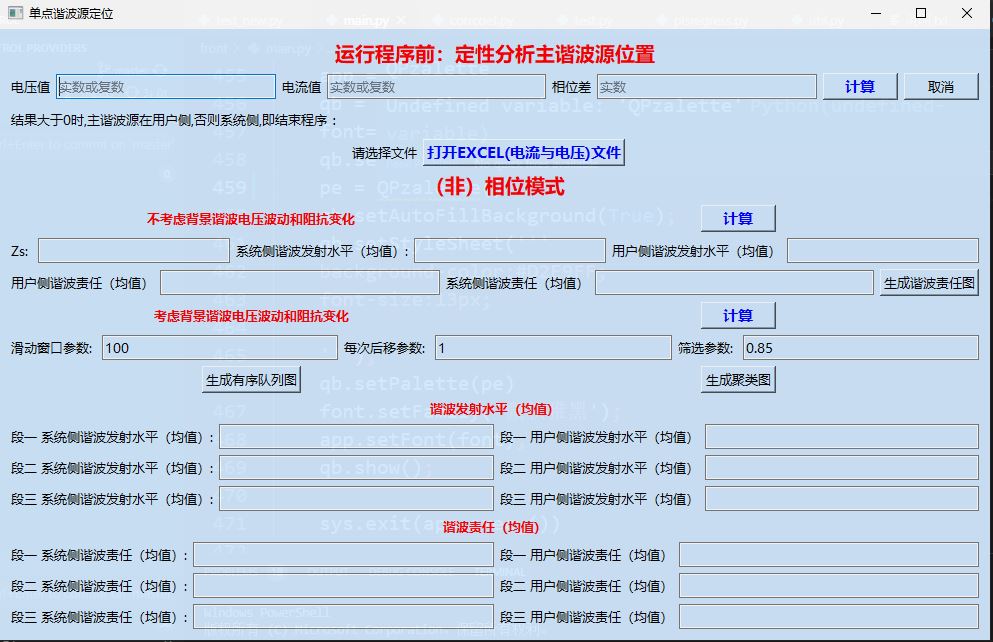 单点谐波源定位
运行程序前：定性分析主谐波源位置
电压值 实数或复数 电流值 实数或复数 相位差 实数 计算 取消
结果大于0时,主谐波源在用户侧,否则系统侧,即结束程序：
请选择文件 打开EXCEL(电流与电压)文件
（非）相位模式
不考虑背景谐波电压波动和阻抗变化 计算
Zs: 系统侧谐波发射水平（均值）: 用户侧谐波发射水平（均值）
用户侧谐波责任（均值） 系统侧谐波责任（均值） 生成谐波责任图
考虑背景谐波电压波动和阻抗变化 计算
滑动窗口参数: 100 每次后移参数: 1 筛选参数: 0.85
生成有序队列图 生成聚类图
谐波发射水平（均值）
段一 系统侧谐波发射水平（均值）: 段一 用户侧谐波发射水平（均值）
段二 系统侧谐波发射水平（均值）: 段二 用户侧谐波发射水平（均值）
段三 系统侧谐波发射水平（均值）: 段三 用户侧谐波发射水平（均值）
谐波责任（均值）
段一 系统侧谐波责任（均值）: 段一 用户侧谐波责任（均值）
段二 系统侧谐波责任（均值）: 段二 用户侧谐波责任（均值）
段三 系统侧谐波责任（均值）: 段三 用户侧谐波责任（均值）